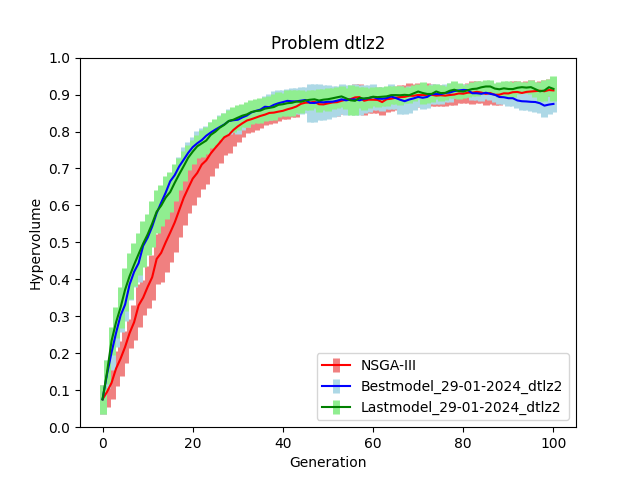 Problem dtlz2
1.0
0.9
0.8
0.7
0.6
0.5
0.4
0.3
0.2
0.1
0.0
Hypervolume
NSGA-III
Bestmodel_29-01-2024_dtlz2
Lastmodel_29-01-2024_dtlz2
0 20 40 60 80 100
Generation